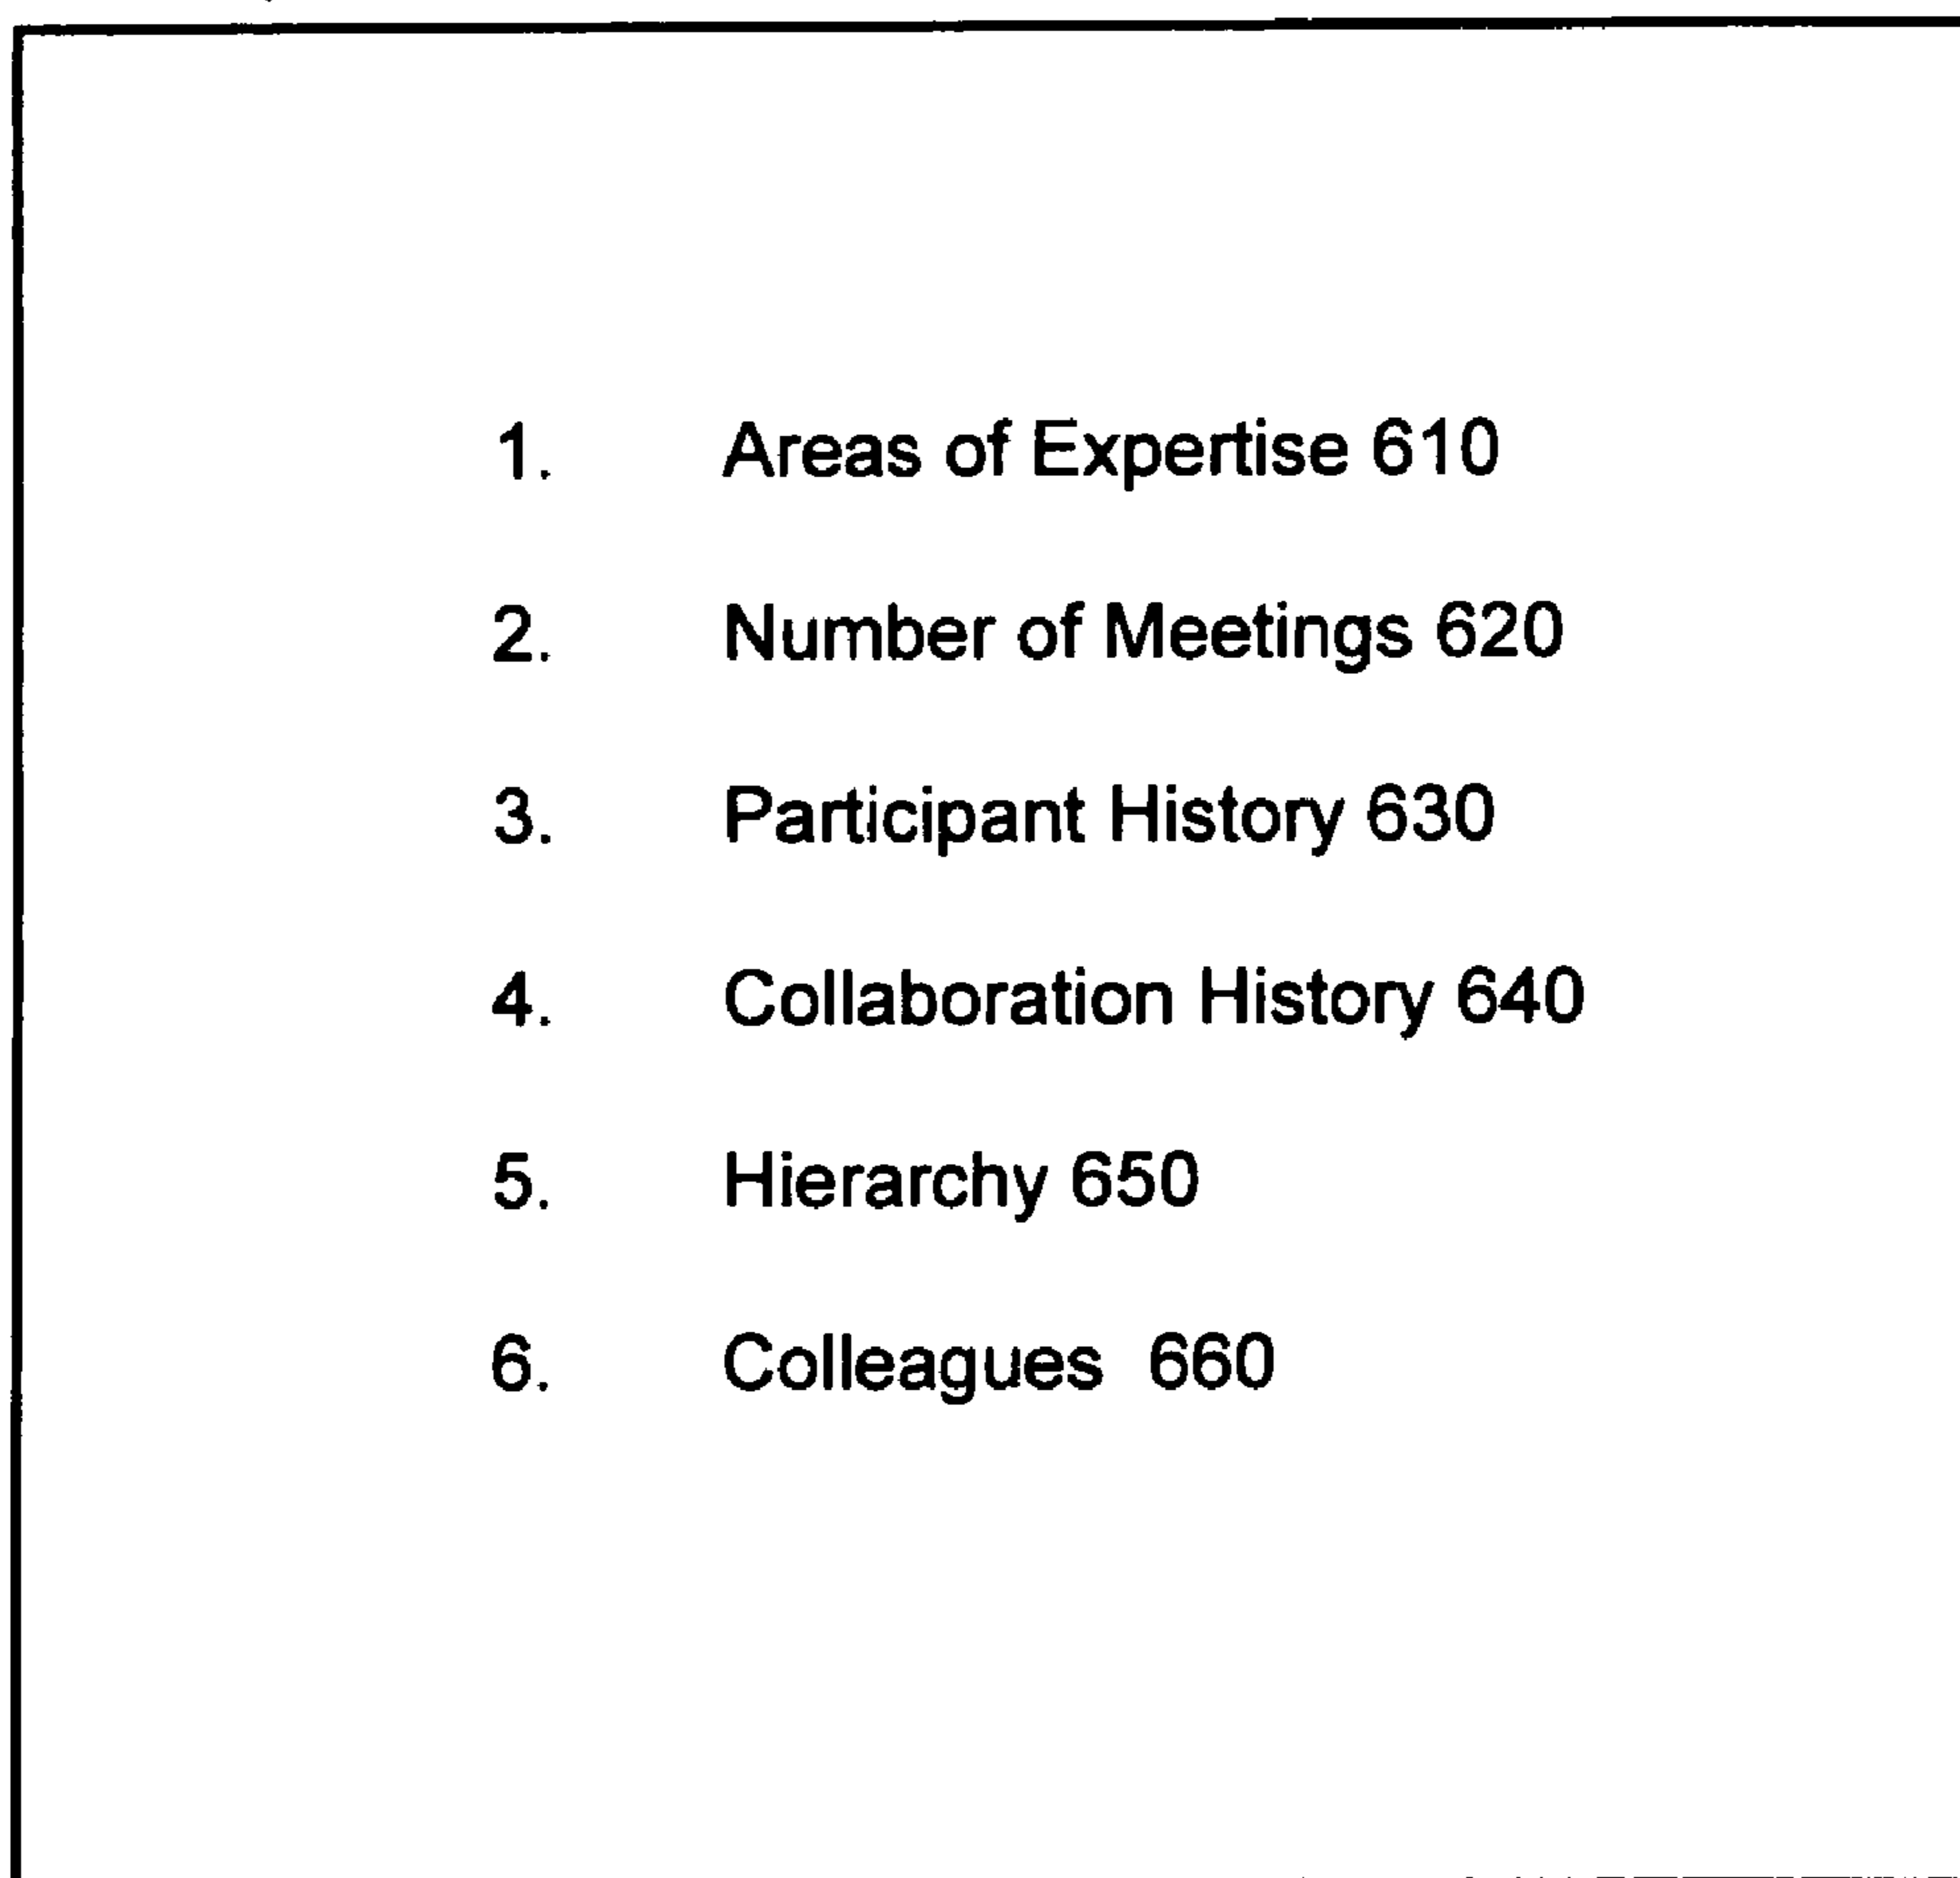 1. Areas of Expertise 610
2. Number of Meetings 620
3. Participant History 630
4. Collaboration History 640
5. Hierarchy 650
6. Colleagues 660